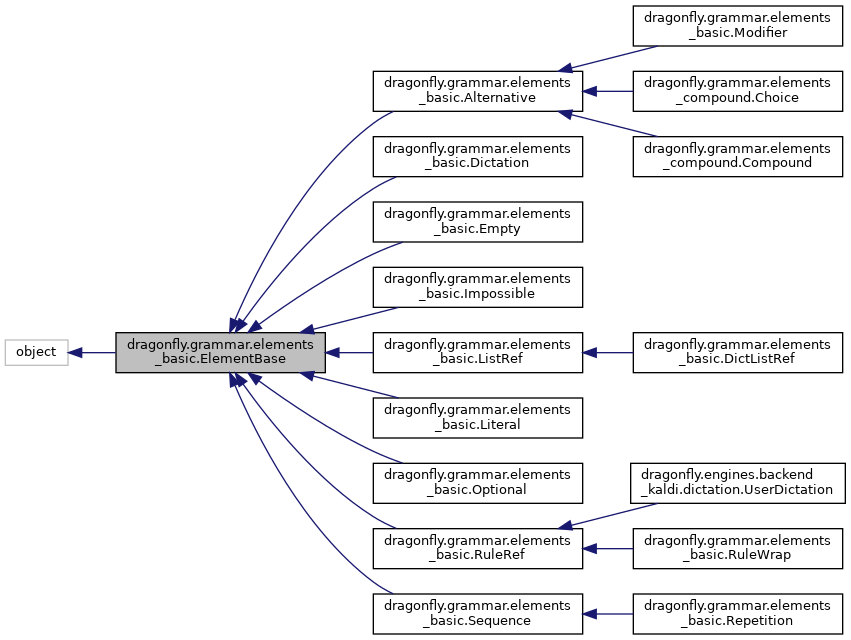 dragonfly.grammar.elements
_basic.Modifier
dragonfly.grammar.elements
_basic.Alternative
dragonfly.grammar.elements
_compound.Choice
dragonfly.grammar.elements
_basic.Dictation
dragonfly.grammar.elements
_compound.Compound
dragonfly.grammar.elements
_basic.Empty
dragonfly.grammar.elements
_basic.Impossible
object
dragonfly.grammar.elements
_basic.ElementBase
dragonfly.grammar.elements
_basic.ListRef
dragonfly.grammar.elements
_basic.DictListRef
dragonfly.grammar.elements
_basic.Literal
dragonfly.grammar.elements
_basic.Optional
dragonfly.engines.backend
_kaldi.dictation.UserDictation
dragonfly.grammar.elements
_basic.RuleRef
dragonfly.grammar.elements
_basic.RuleWrap
dragonfly.grammar.elements
_basic.Sequence
dragonfly.grammar.elements
_basic.Repetition